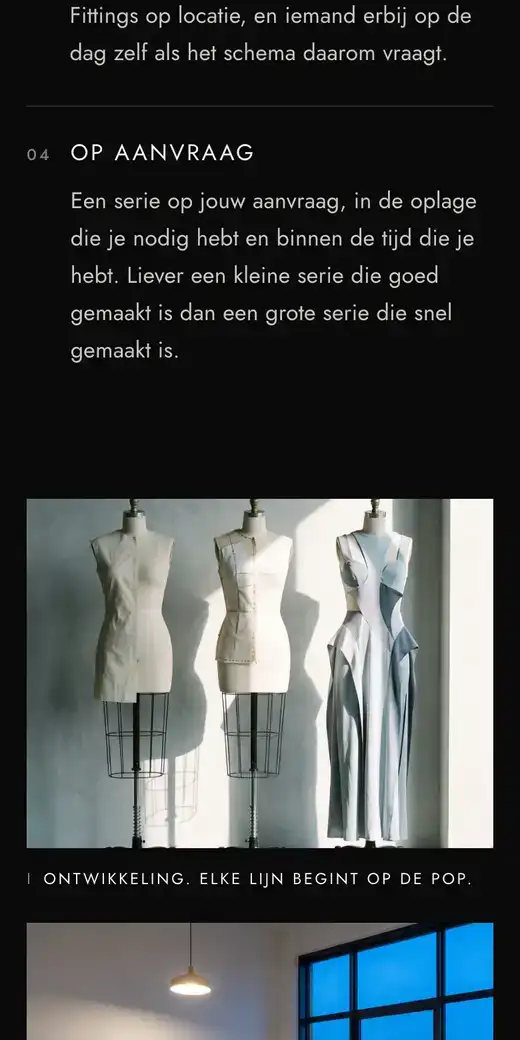 Fittings op locatie, en iemand erbij op de
dag zelf als het schema daarom vraagt.
04 OP AANVRAAG
Een serie op jouw aanvraag, in de oplage
die je nodig hebt en binnen de tijd die je
hebt. Liever een kleine serie die goed
gemaakt is dan een grote serie die snel
gemaakt is.
I ONTWIKKELING. ELKE LIJN BEGINT OP DE POP.